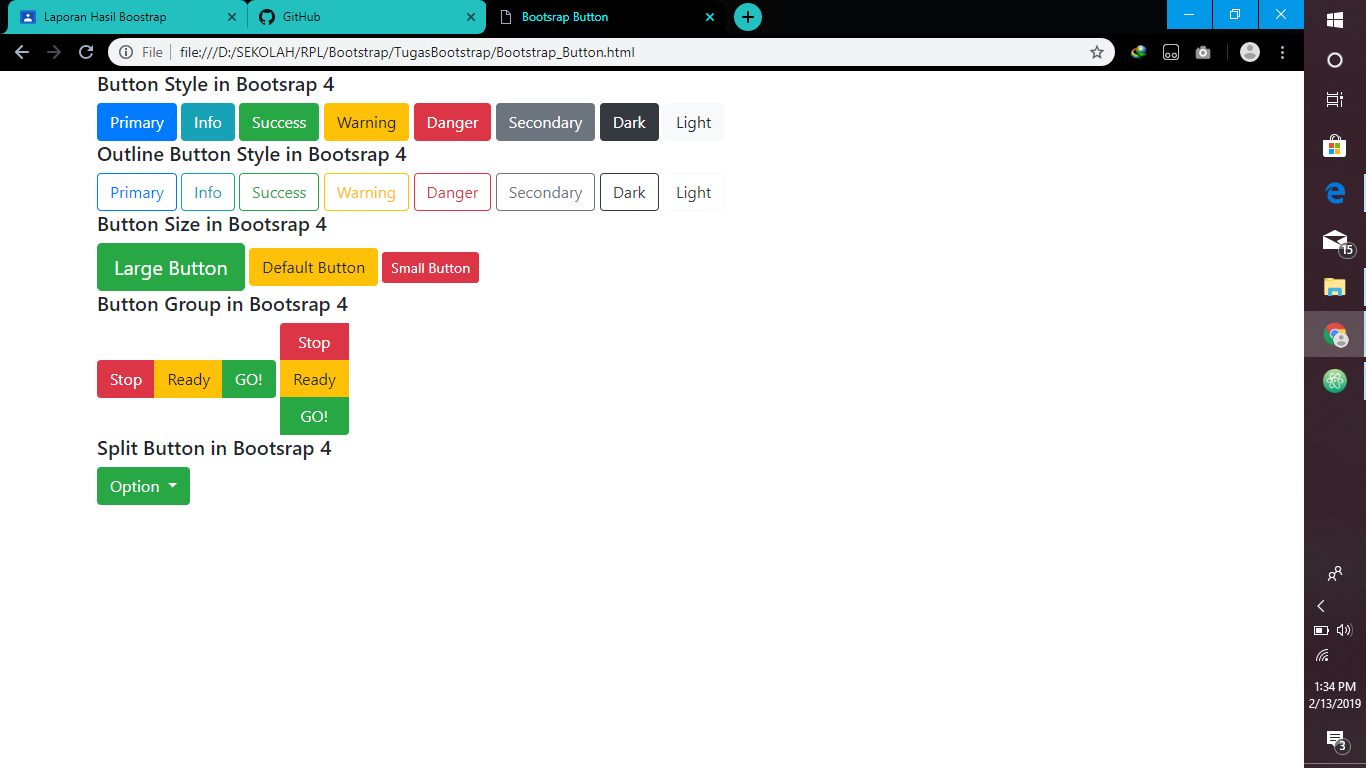 Laporan Hasil Boostrap
GitHub
Bootsrap Button
File
file:///D:/SEKOLAH/RPL/Bootstrap/TugasBootstrap/Bootstrap_Button.html
Button Style in Bootsrap 4
Primary Info Success Warning Danger Secondary Dark Light
Outline Button Style in Bootsrap 4
Primary Info Success Warning Danger Secondary Dark Light
Button Size in Bootsrap 4
Large Button Default Button Small Button
Button Group in Bootsrap 4
Stop Ready GO!
Stop
Ready
GO!
Split Button in Bootsrap 4
Option
15
1:34 PM
2/13/2019
3